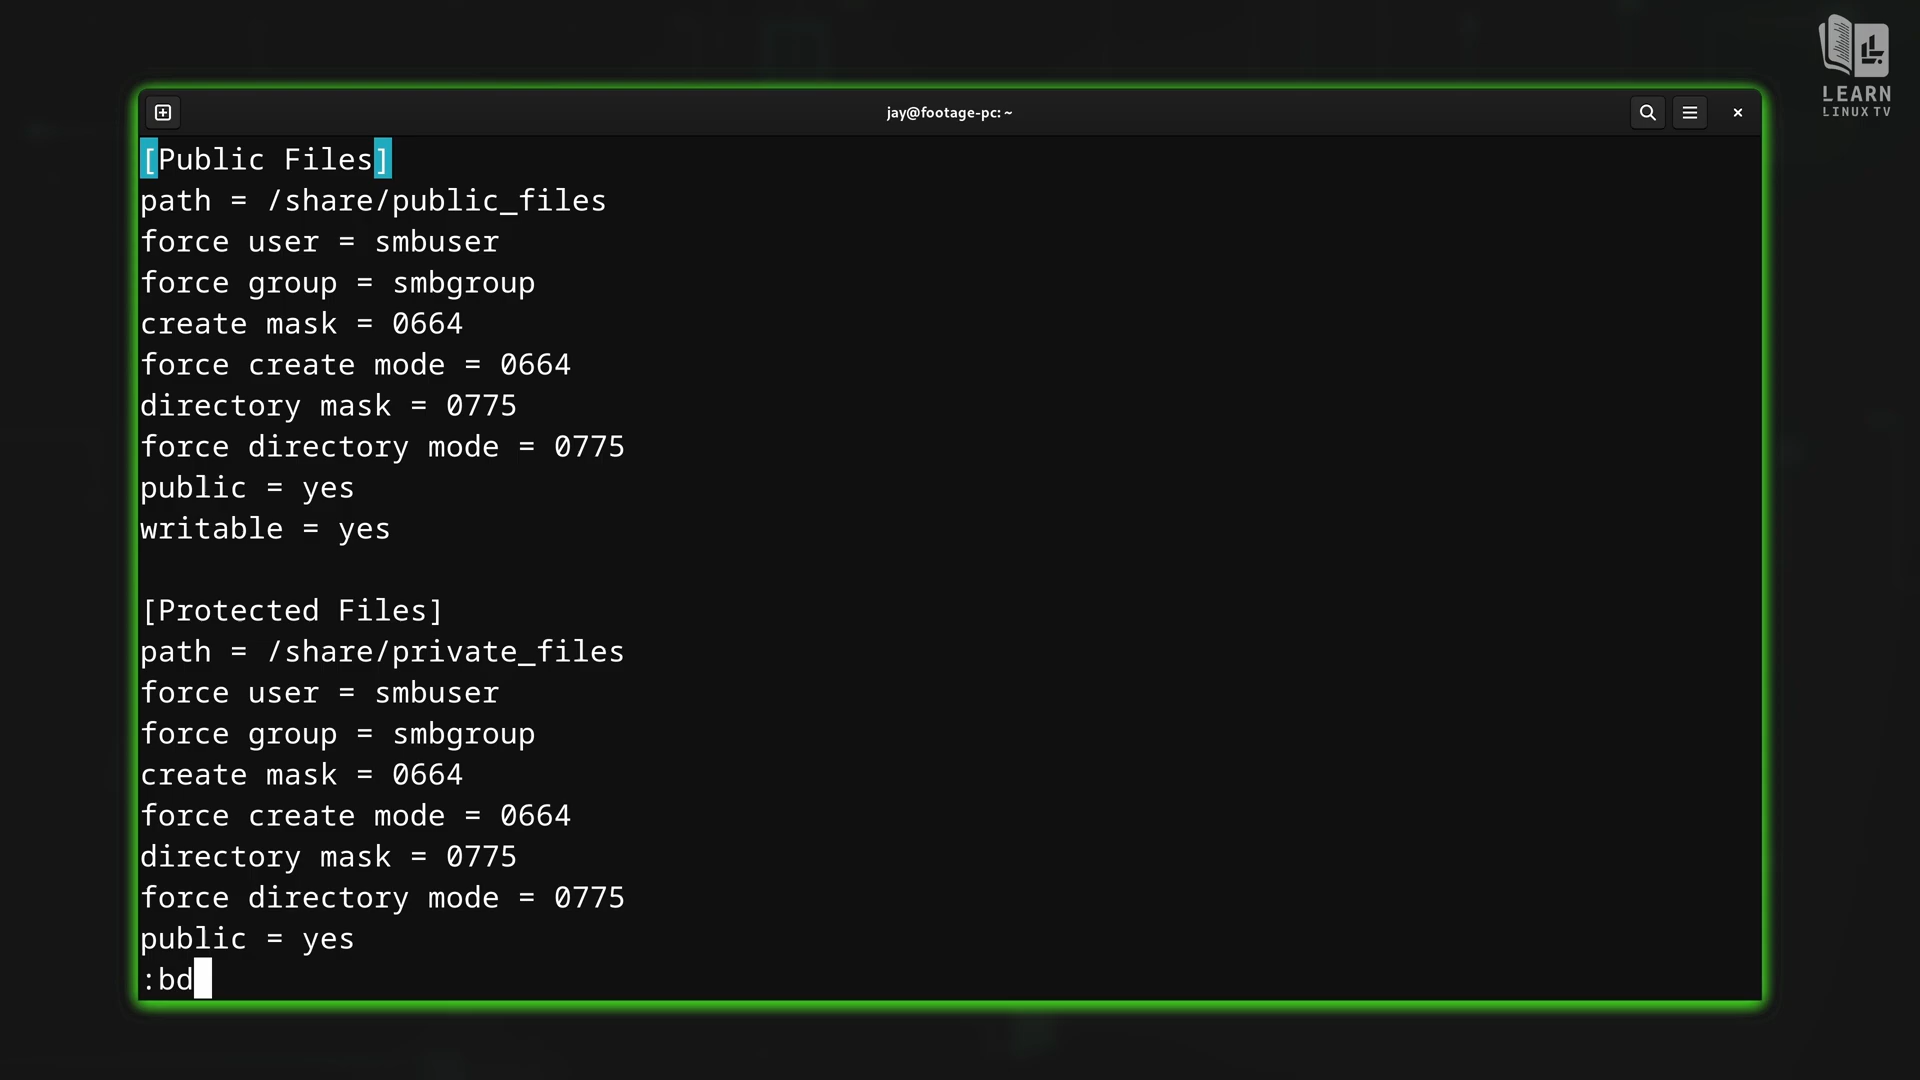 LEARN
LINUX TV
jay@footage-pc: ~
[Public Files]
path = /share/public_files
force user = smbuser
force group = smbgroup
create mask = 0664
force create mode = 0664
directory mask = 0775
force directory mode = 0775
public = yes
writable = yes
[Protected Files]
path = /share/private_files
force user = smbuser
force group = smbgroup
create mask = 0664
force create mode = 0664
directory mask = 0775
force directory mode = 0775
public = yes
:bd